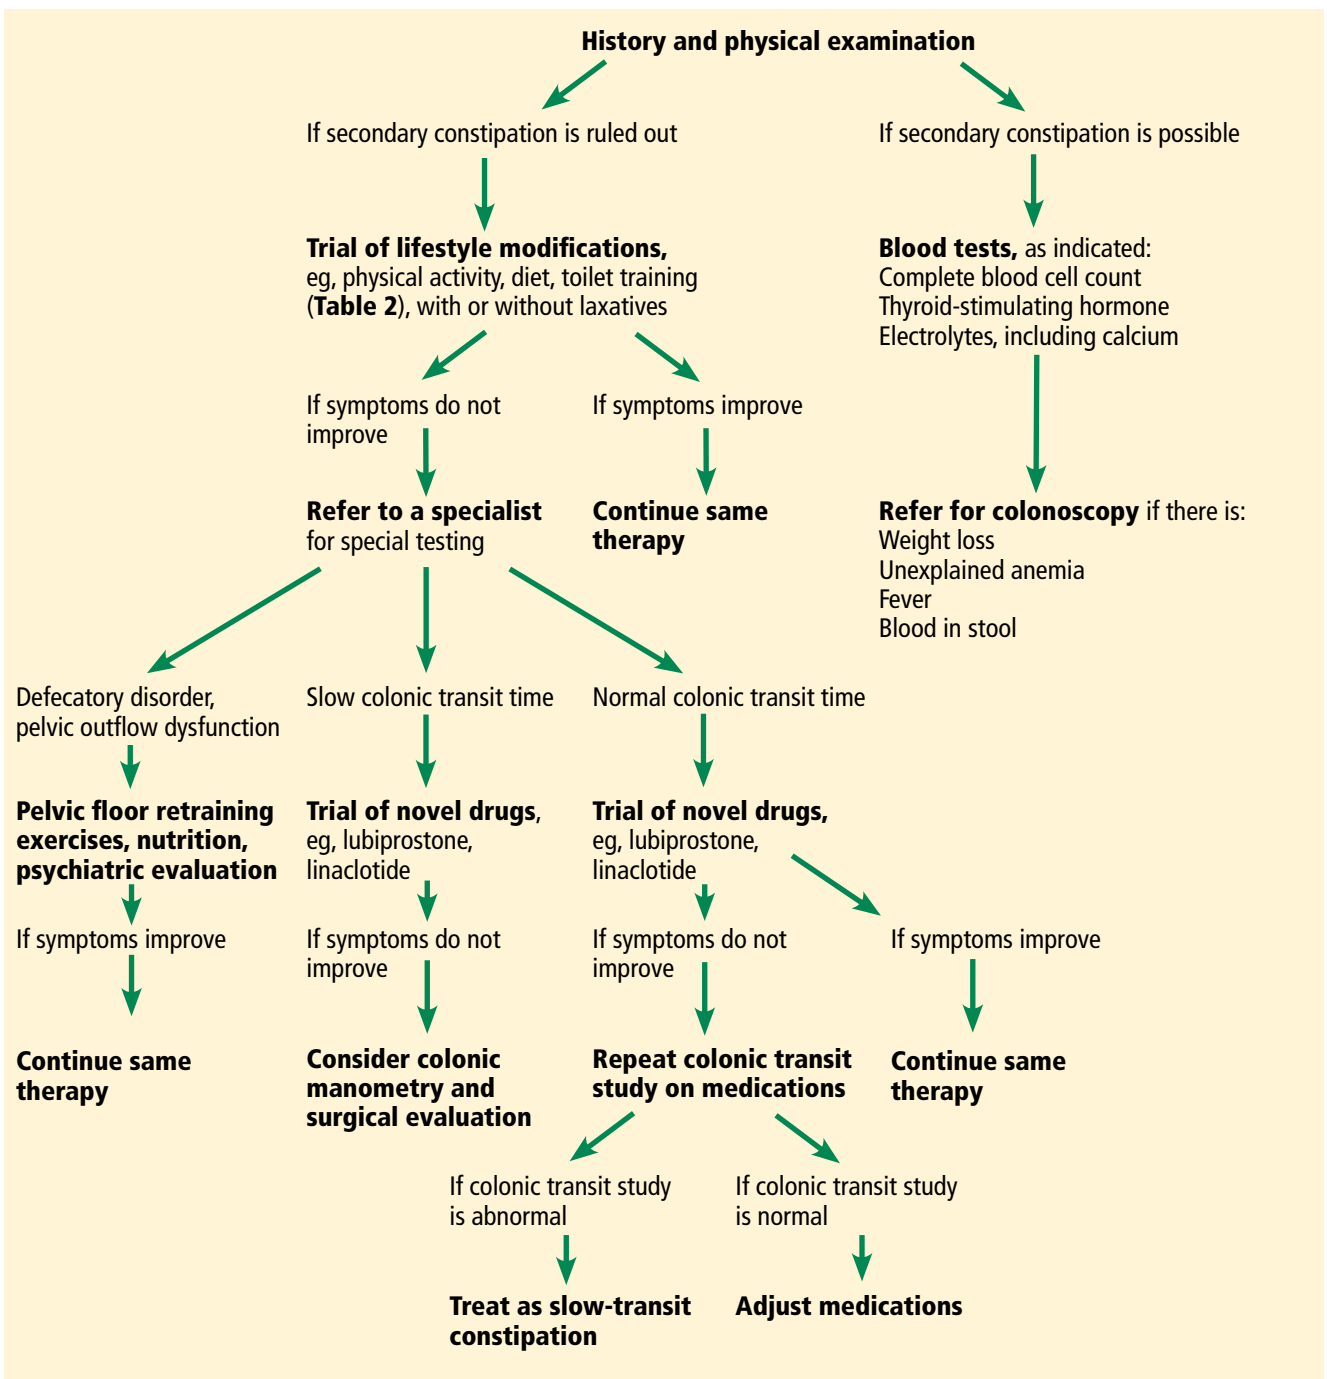 History and physical examination
If secondary constipation is ruled out
If secondary constipation is possible
Trial of lifestyle modifications,
eg, physical activity, diet, toilet training
(Table 2), with or without laxatives
Blood tests, as indicated:
Complete blood cell count
Thyroid-stimulating hormone
Electrolytes, including calcium
If symptoms do not
improve
If symptoms improve
Refer to a specialist
for special testing
Continue same
therapy
Refer for colonoscopy if there is:
Weight loss
Unexplained anemia
Fever
Blood in stool
Defecatory disorder,
pelvic outflow dysfunction
Slow colonic transit time
Normal colonic transit time
Pelvic floor retraining
exercises, nutrition,
psychiatric evaluation
Trial of novel drugs,
eg, lubiprostone,
linaclotide
Trial of novel drugs,
eg, lubiprostone,
linaclotide
If symptoms improve
If symptoms do not
improve
If symptoms do not
improve
If symptoms improve
Continue same
therapy
Consider colonic
manometry and
surgical evaluation
Repeat colonic transit
study on medications
Continue same
therapy
If colonic transit study
is abnormal
If colonic transit study
is normal
Treat as slow-transit
constipation
Adjust medications